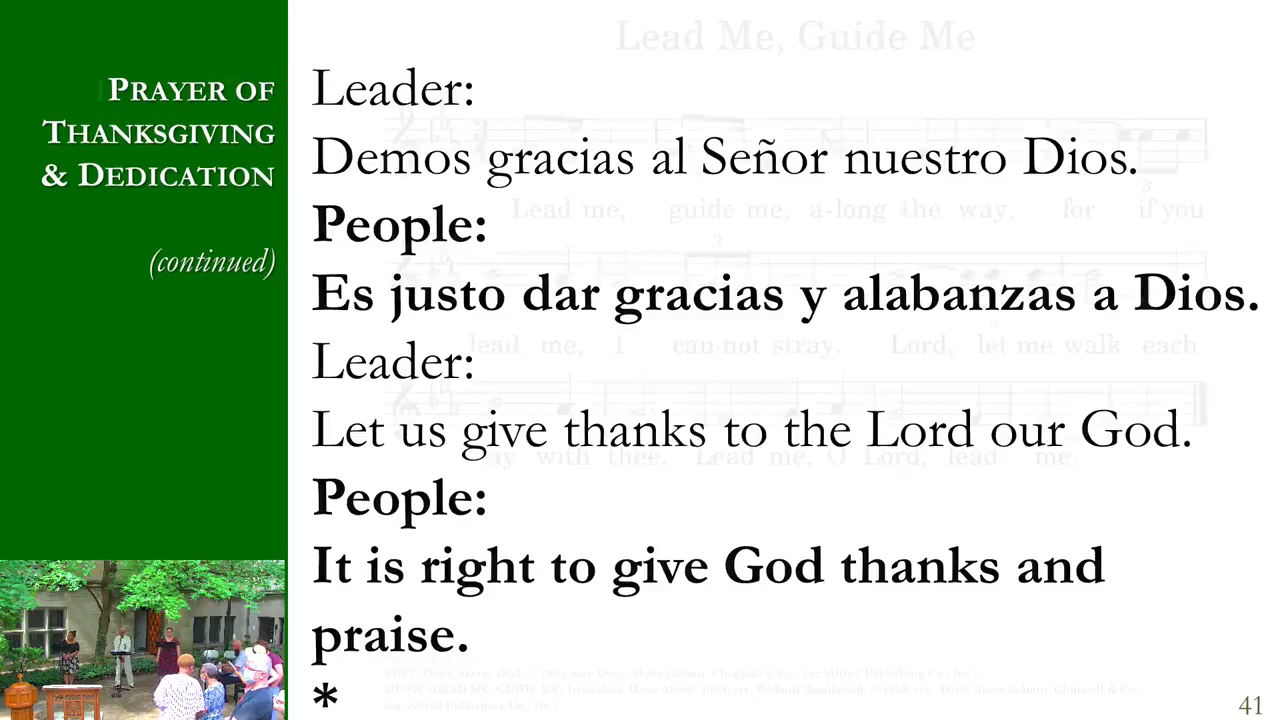 PRAYER OF
THANKSGIVING
& DEDICATION
(continued)
Lead Me, Guide Me
Leader:
Demos gracias al Señor nuestro Dios.
Lead me, guide me, a-long the way, for if you
People:
Es justo dar gracias y alabanzas a Dios.
lead me, I can-not stray. Lord, let me walk each
Leader:
Let us give thanks to the Lord our God.
with thee. Lead me, O Lord, lead me.
People:
It is right to give God thanks and
praise.
*
41